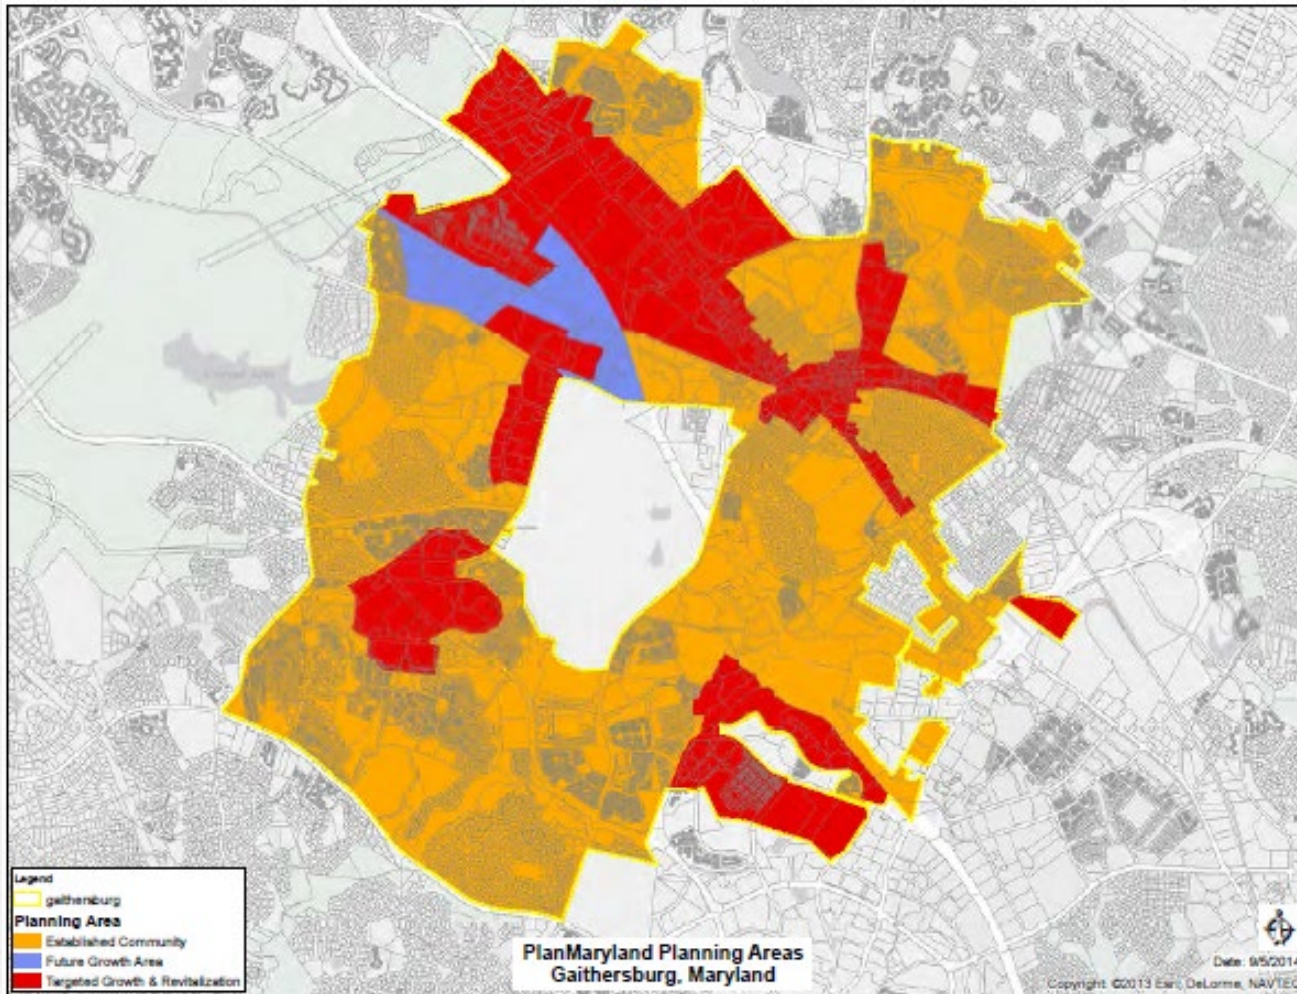 Legend
gaithersburg
Planning Area
Established Community
Future Growth Area
Targeted Growth & Revitalization
PlanMaryland Planning Areas
Gaithersburg, Maryland
Date: 9/5/2014
Copyright: ©2013 Esri, DeLorme, NAVTEQ